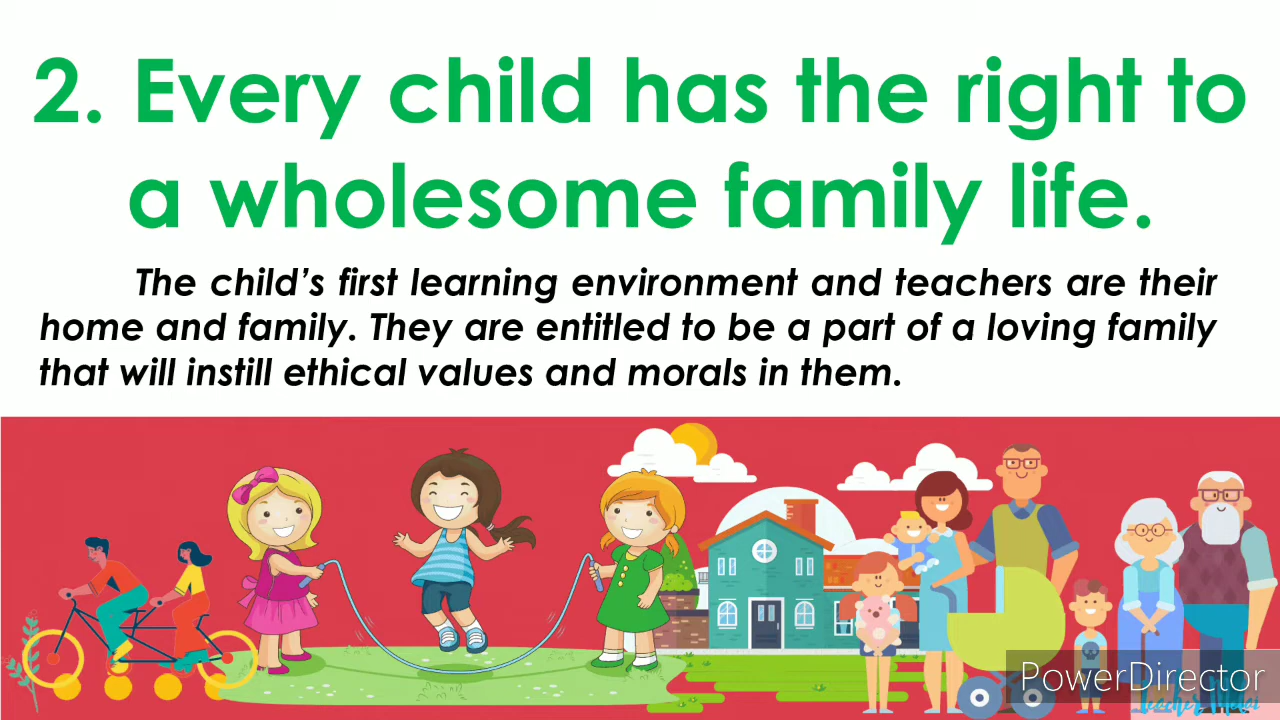 2. Every child has the right to
a wholesome family life.
The child's first learning environment and teachers are their
home and family. They are entitled to be a part of a loving family
that will instill ethical values and morals in them.
PowerDirector
Teacher